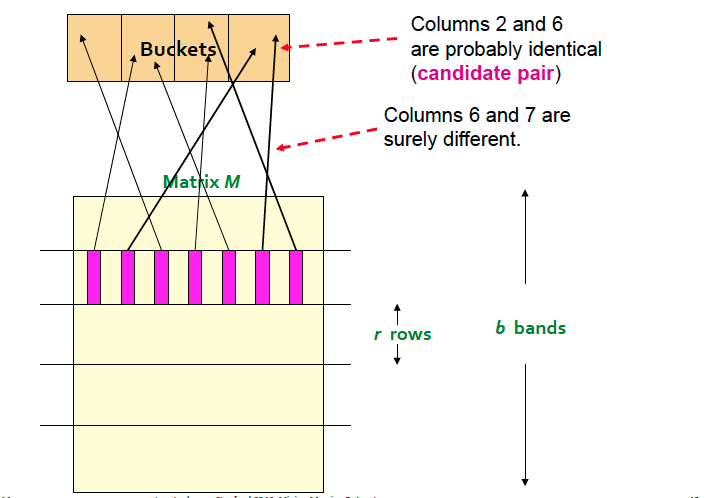 Columns 2 and 6
are probably identical
(candidate pair)
Buckets
Columns 6 and 7 are
surely different.
Matrix M
r rows
b bands